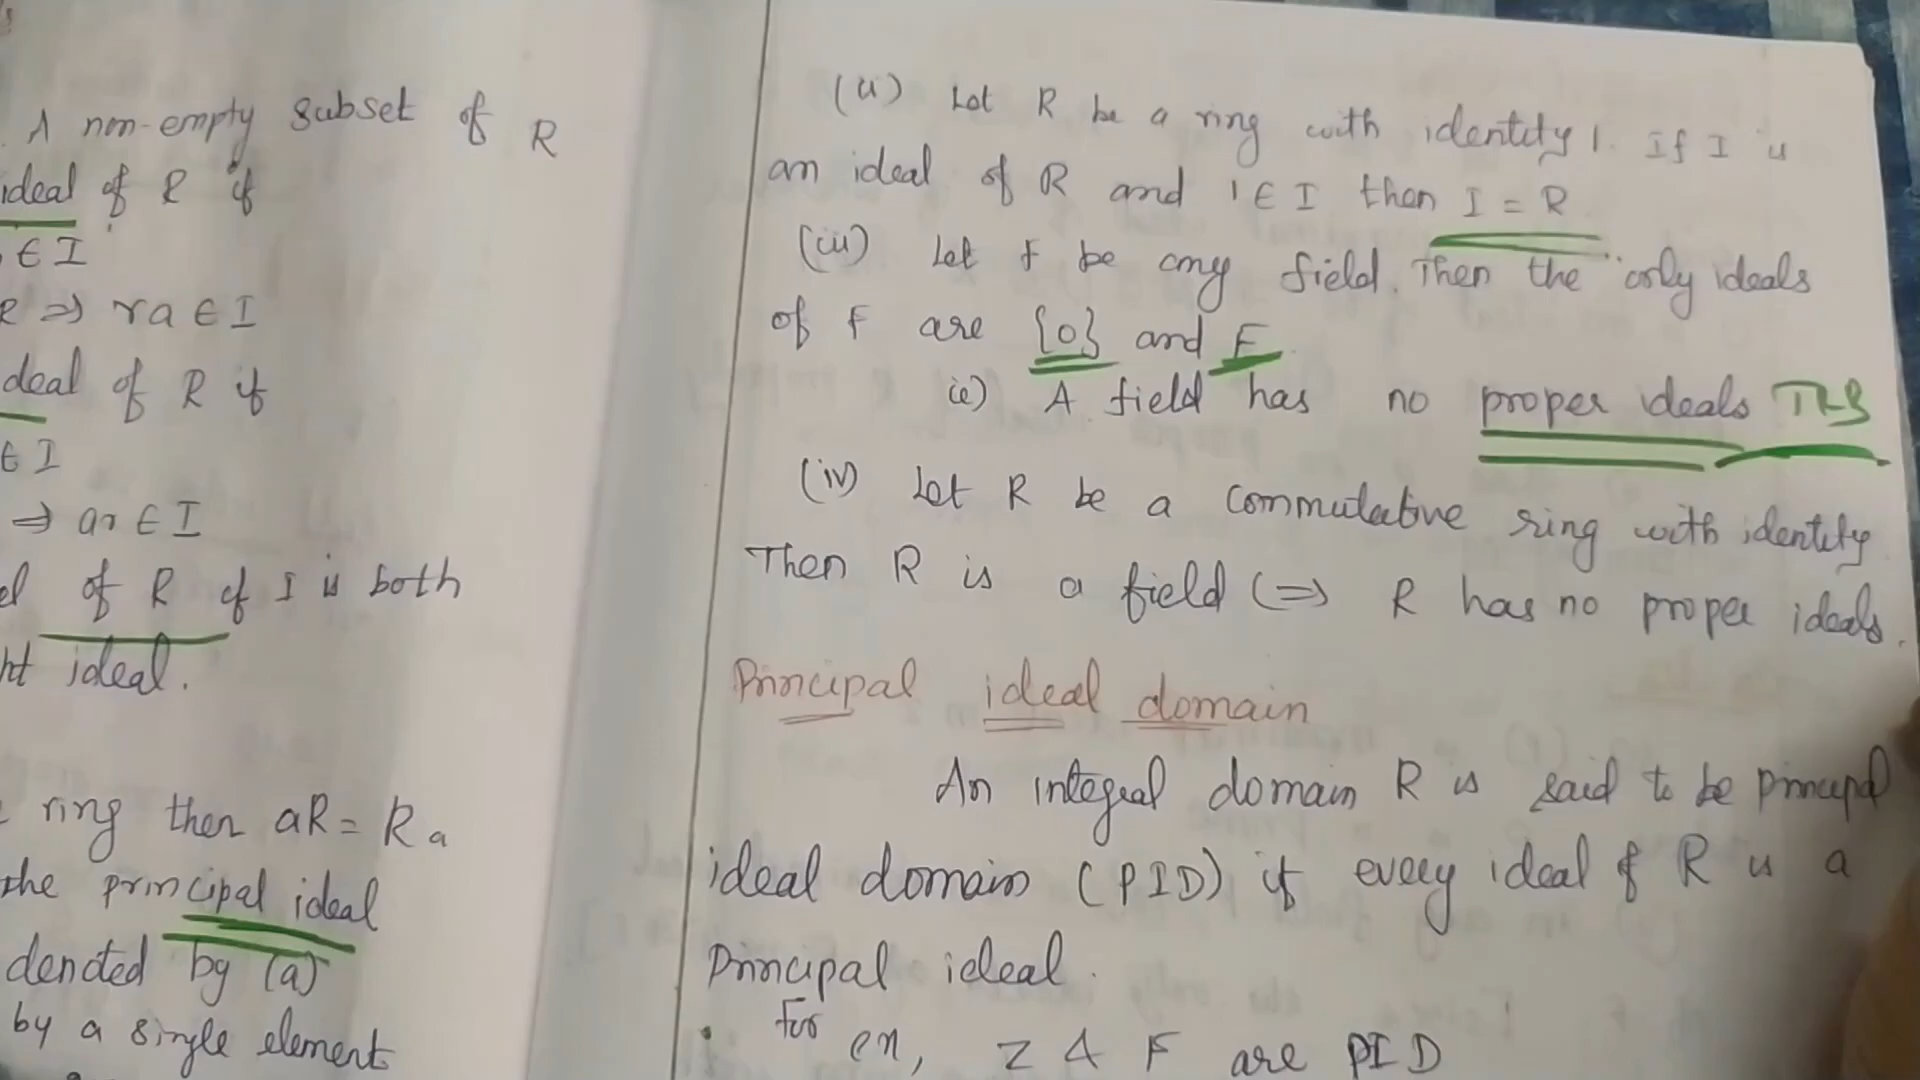 A non-empty subset of R
ideal of R if
∈ I
R ⇒ ra ∈ I
deal of R if
∈ I
⇒ ar ∈ I
of R if I is both
ht ideal.
ring then aR = Ra
the principal ideal
denoted by (a)
by a single element
(ii) Let R be a ring with identity 1. If I is
an ideal of R and 1 ∈ I then I = R
(iii) Let F be any field. Then the only ideals
of F are {0} and F.
ie) A field has no proper ideals TRB
(iv) Let R be a commutative ring with identity
Then R is a field (⇒ R has no proper ideals.
Principal ideal domain
An integral domain R is said to be principal
ideal domain (PID) if every ideal of R is a
Principal ideal.
For ex, Z & F are PID